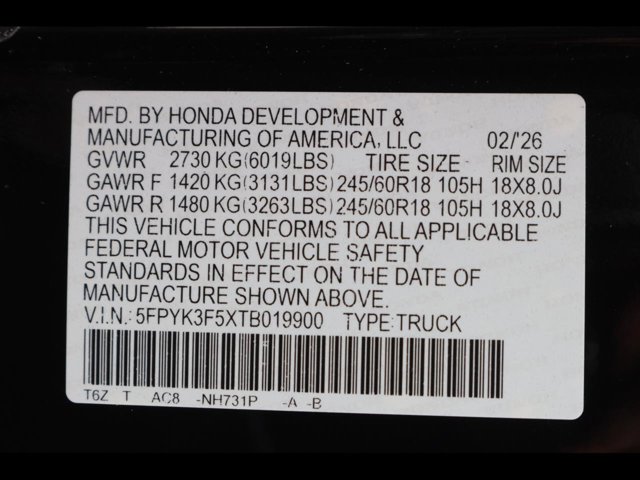 MFD. BY HONDA DEVELOPMENT &
MANUFACTURING OF AMERICA, LLC 02/'26
GVWR 2730 KG(6019LBS) TIRE SIZE RIM SIZE
GAWR F 1420 KG(3131LBS) 245/60R18 105H 18X8.0J
GAWR R 1480 KG(3263LBS) 245/60R18 105H 18X8.0J
THIS VEHICLE CONFORMS TO ALL APPLICABLE
FEDERAL MOTOR VEHICLE SAFETY
STANDARDS IN EFFECT ON THE DATE OF
MANUFACTURE SHOWN ABOVE.
V.I.N.: 5FPYK3F5XTB019900 TYPE:TRUCK
T6Z T AC8 -NH731P -A -B